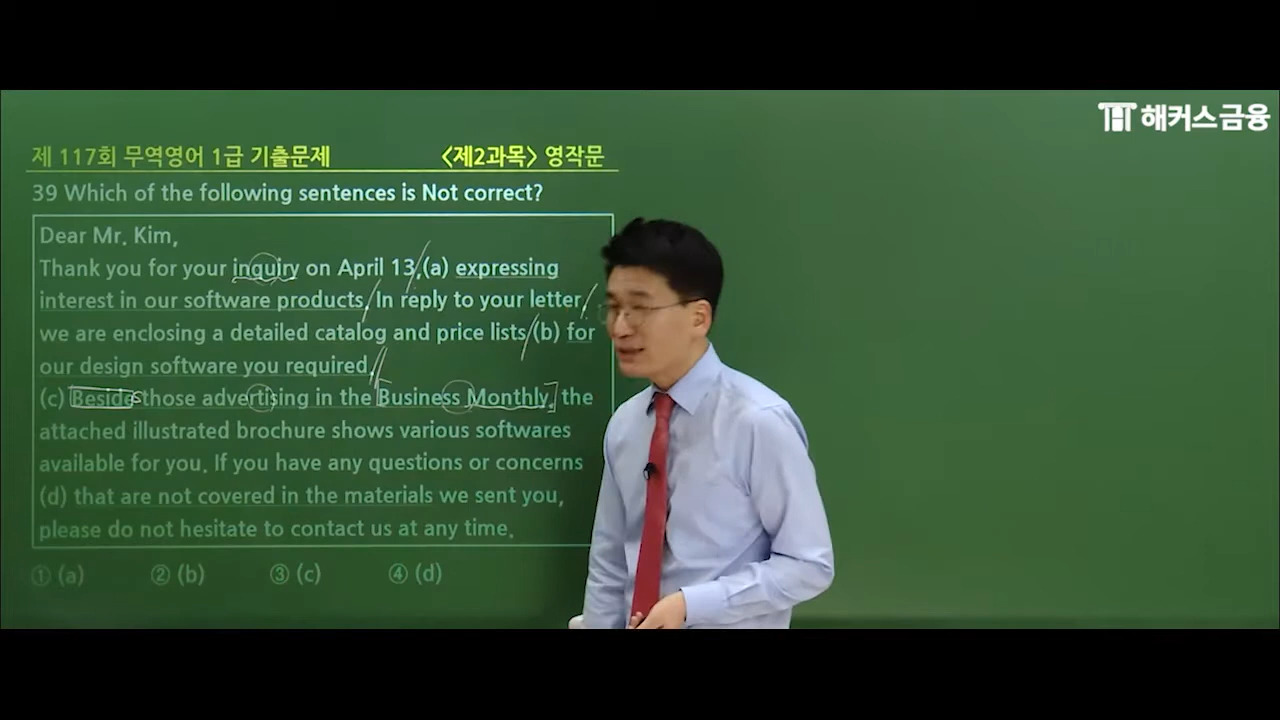 해커스금융
제 117회 무역영어 1급 기출문제 <제2과목> 영작문
39 Which of the following sentences is Not correct?
Dear Mr. Kim,
Thank you for your inquiry on April 13,(a) expressing
interest in our software products. In reply to your letter,
we are enclosing a detailed catalog and price lists (b) for
our design software you required.
(c) Besides those advertising in the Business Monthly, the
attached illustrated brochure shows various softwares
available for you. If you have any questions or concerns
(d) that are not covered in the materials we sent you,
please do not hesitate to contact us at any time.
① (a) ② (b) ③ (c) ④ (d)